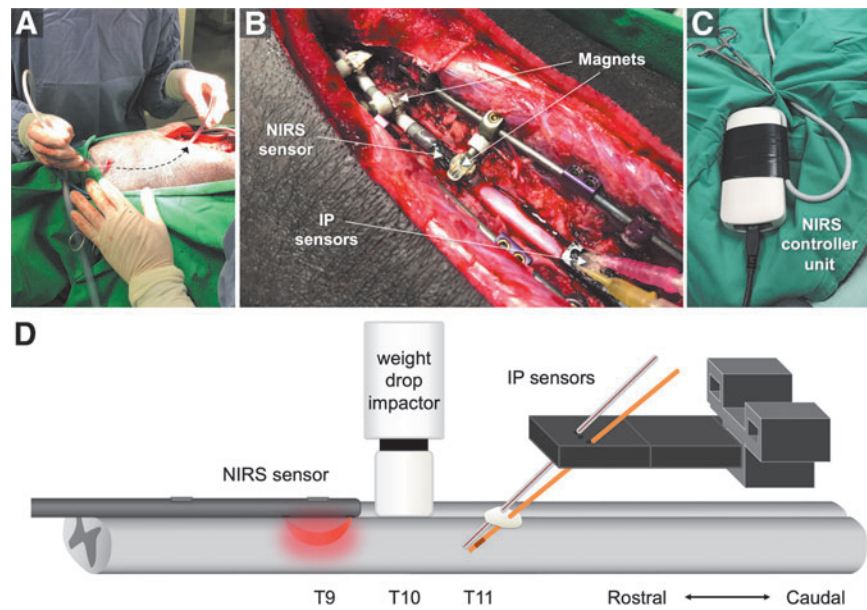 A
B
Magnets
NIRS
sensor
IP
sensors
C
NIRS
controller
unit
D
weight
drop
impactor
IP sensors
NIRS sensor
T9 T10 T11 Rostral Caudal